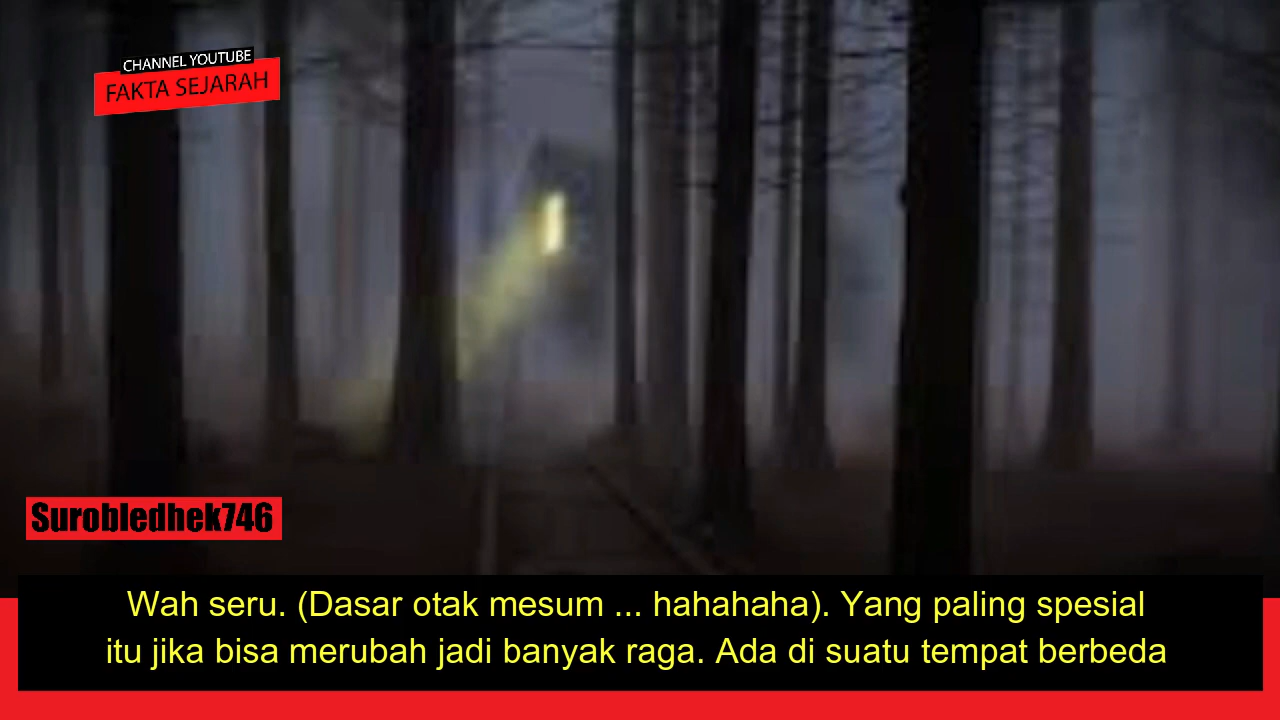 CHANNEL YOUTUBE
FAKTA SEJARAH
Surobledhek746
Wah seru. (Dasar otak mesum ... hahahaha). Yang paling spesial
itu jika bisa merubah jadi banyak raga. Ada di suatu tempat berbeda